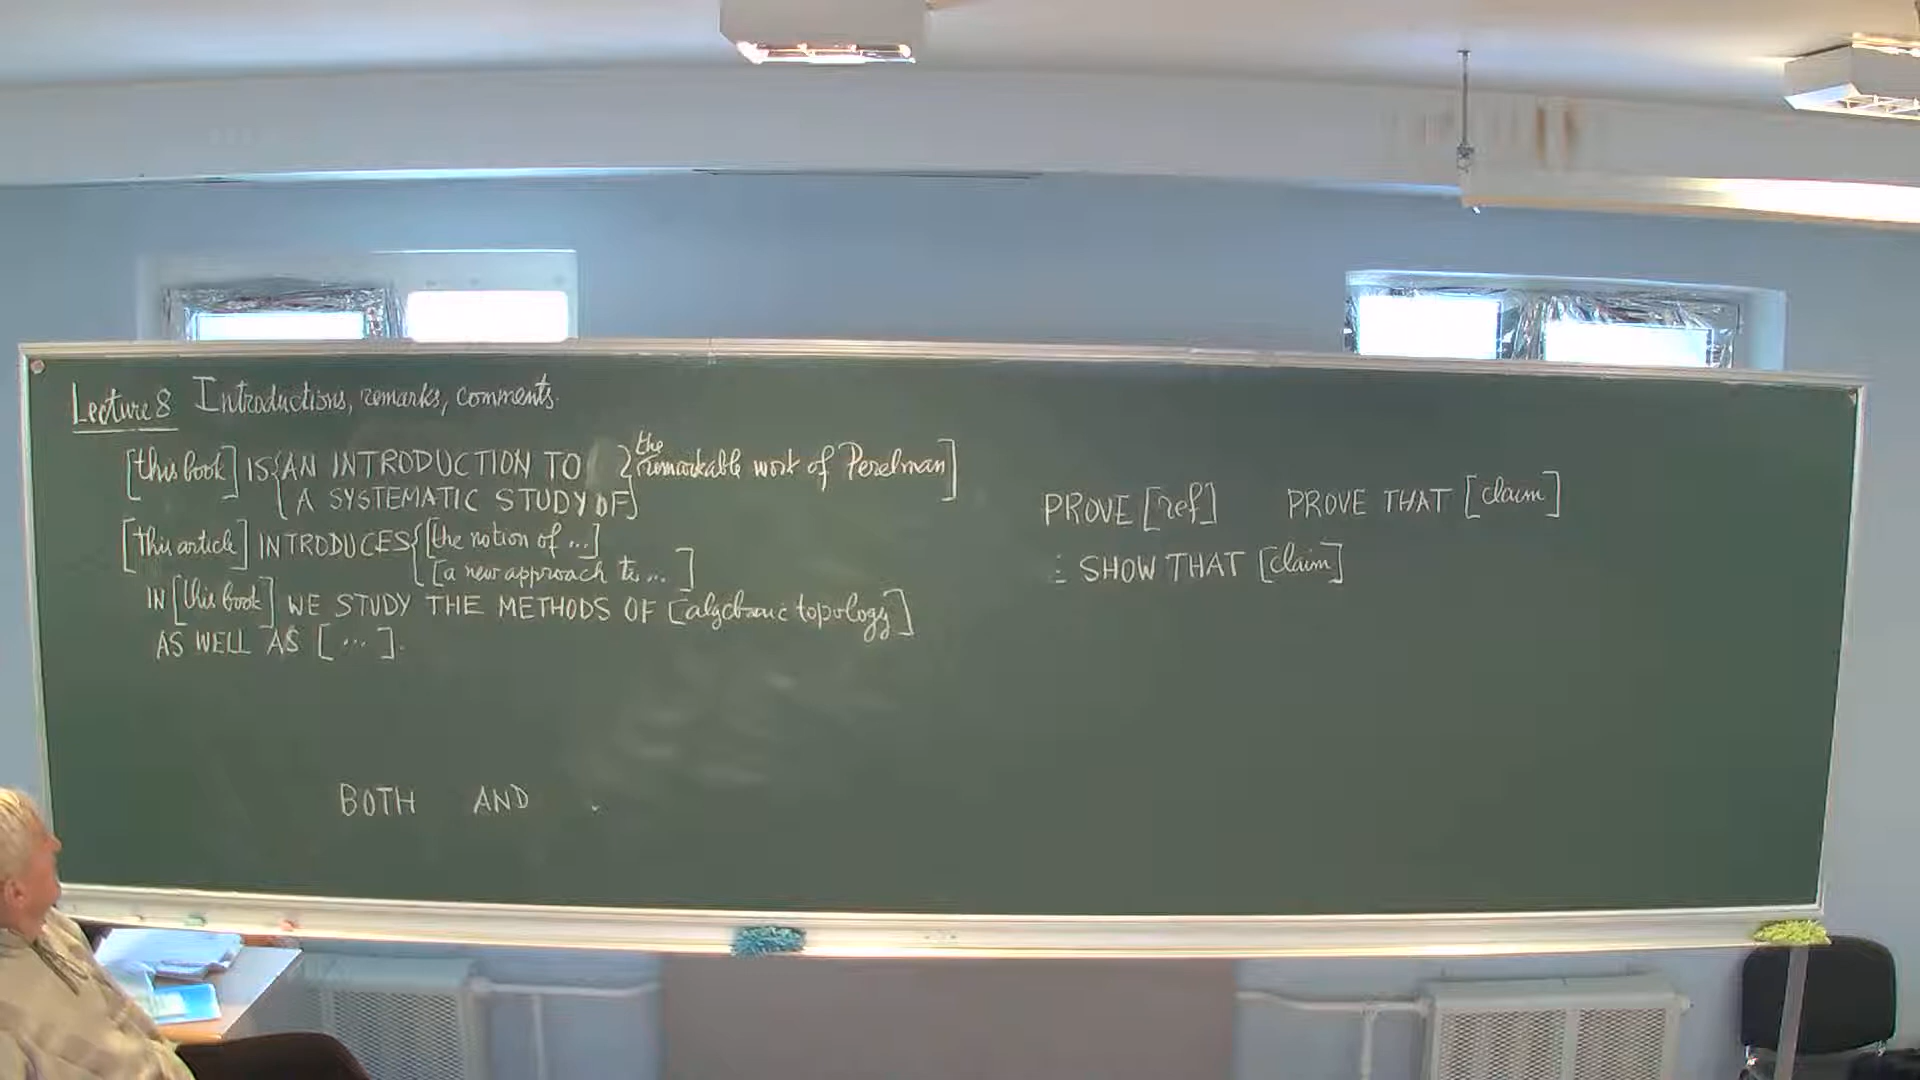 Lecture 8 Introductions, remarks, comments.
[this book] IS { AN INTRODUCTION TO } [the remarkable work of Perelman]
{ A SYSTEMATIC STUDY OF }
[This article] INTRODUCES { [the notion of ...]
{ [a new approach to ... ]
IN [this book] WE STUDY THE METHODS OF [algebraic topology]
AS WELL AS [ ... ].
BOTH AND .
PROVE [ref] PROVE THAT [claim]
SHOW THAT [claim]